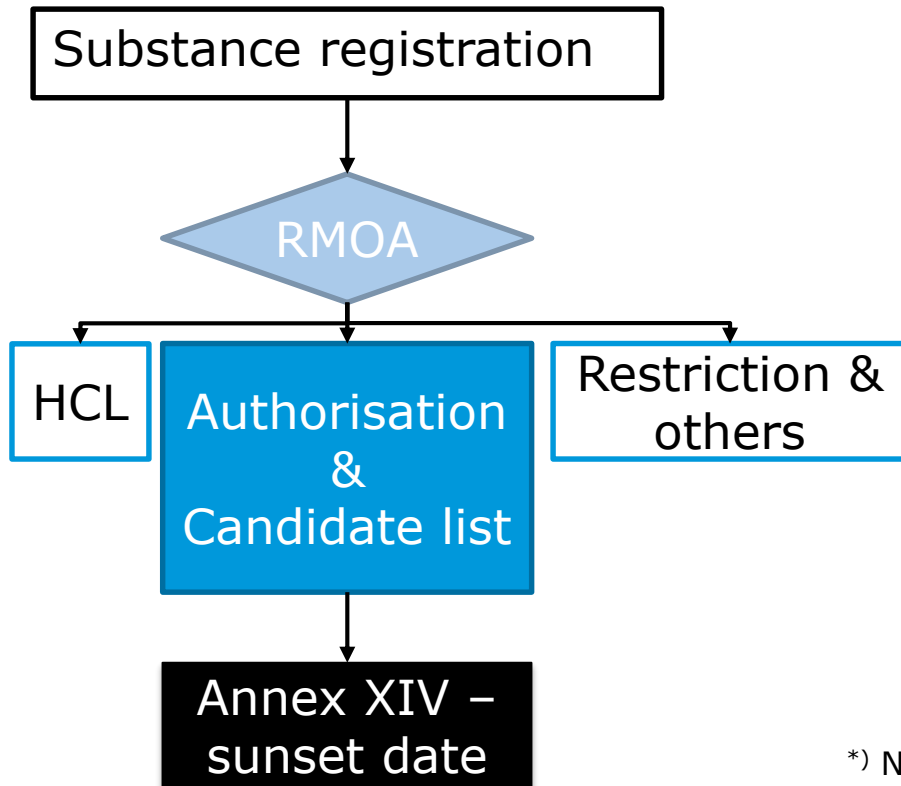 Substance registration
RMOA
HCL
Authorisation
&
Candidate list
Restriction &
others
Annex XIV –
sunset date
*)